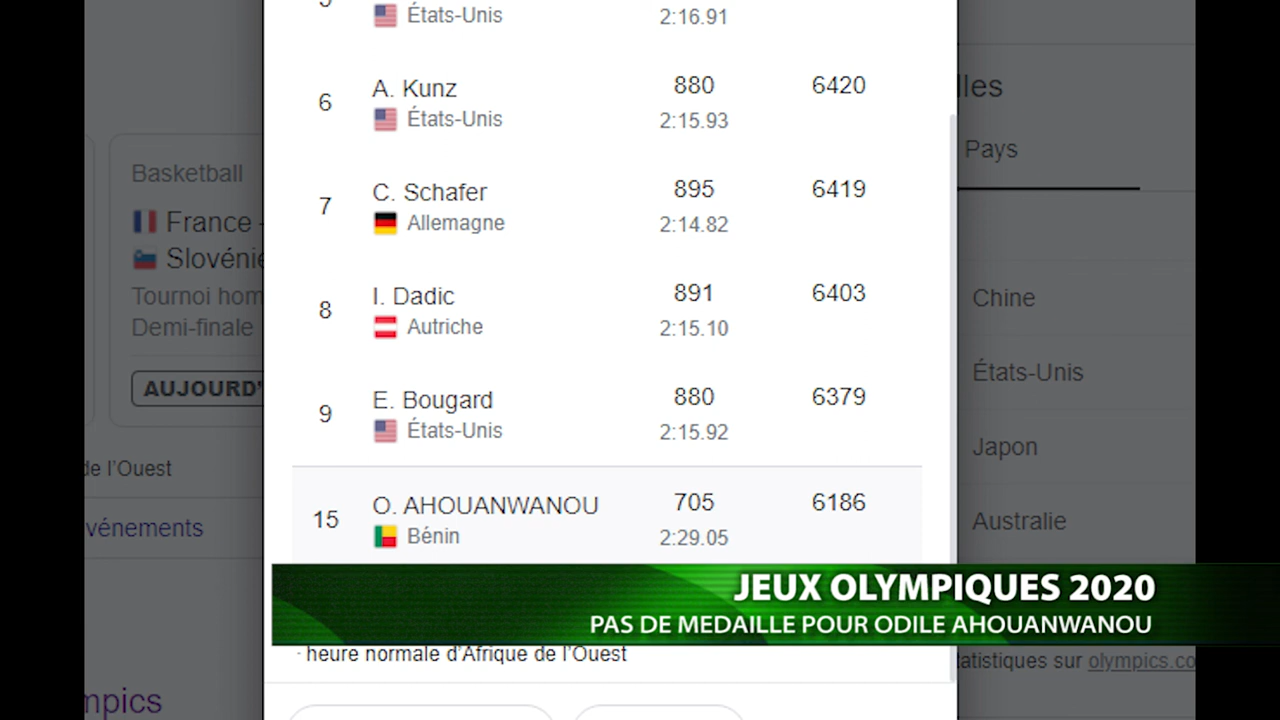 États-Unis
2:16.91
6
A. Kunz
880
6420
États-Unis
2:15.93
7
C. Schafer
895
6419
Allemagne
2:14.82
8
I. Dadic
891
6403
Autriche
2:15.10
9
E. Bougard
880
6379
États-Unis
2:15.92
15
O. AHOUANWANOU
705
6186
Bénin
2:29.05
JEUX OLYMPIQUES 2020
PAS DE MEDAILLE POUR ODILE AHOUANWANOU
· heure normale d'Afrique de l'Ouest
Basketball
France -
Slovénie
Tournoi hom
Demi-finale
AUJOURD'
de l'Ouest
vénements
mpics
lles
Pays
Chine
États-Unis
Japon
Australie
tatistiques sur olympics.co